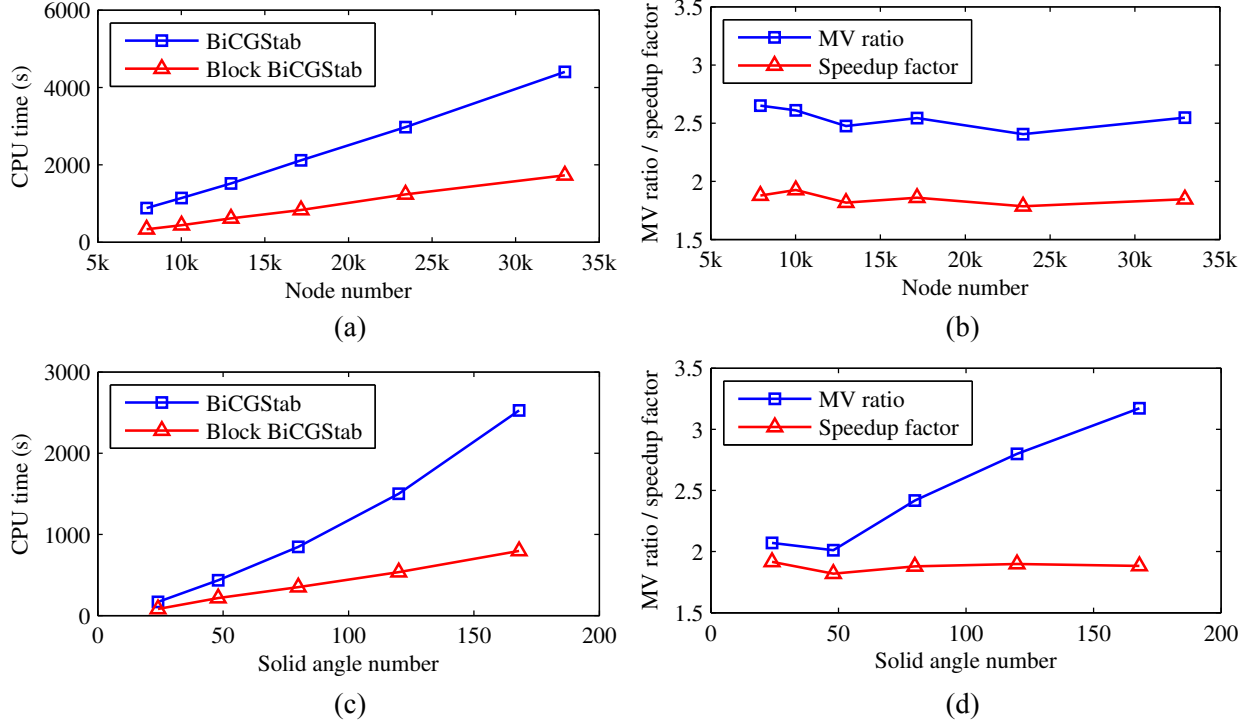 6000
4000
2000
0
CPU time (s)
BiCGStab
Block BiCGStab
5k 10k 15k 20k 25k 30k 35k
Node number
(a)
3.5
3
2.5
2
1.5
MV ratio / speedup factor
MV ratio
Speedup factor
5k 10k 15k 20k 25k 30k 35k
Node number
(b)
3000
2000
1000
0
CPU time (s)
BiCGStab
Block BiCGStab
0 50 100 150 200
Solid angle number
(c)
3.5
3
2.5
2
1.5
MV ratio / speedup factor
MV ratio
Speedup factor
0 50 100 150 200
Solid angle number
(d)